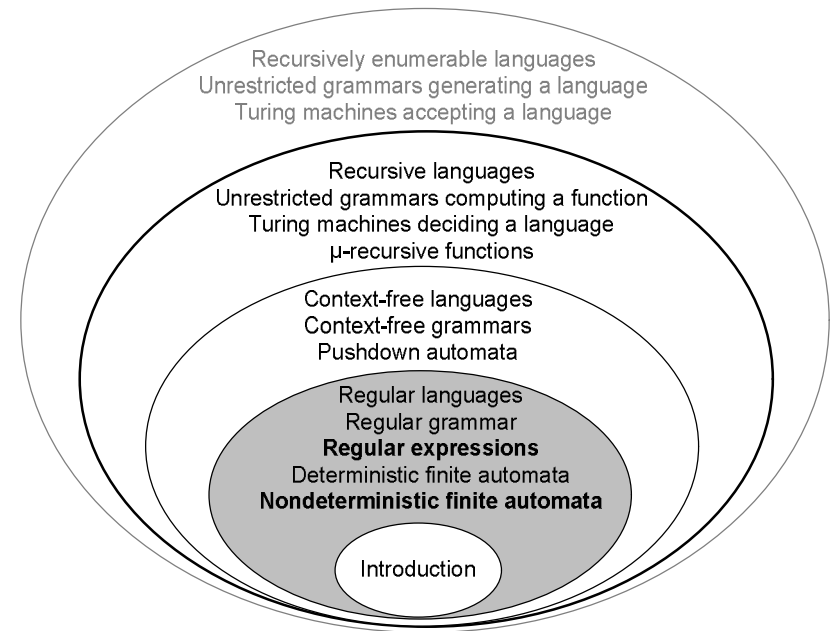 Recursively enumerable languages
Unrestricted grammars generating a language
Turing machines accepting a language
Recursive languages
Unrestricted grammars computing a function
Turing machines deciding a language
μ-recursive functions
Context-free languages
Context-free grammars
Pushdown automata
Regular languages
Regular grammar
Regular expressions
Deterministic finite automata
Nondeterministic finite automata
Introduction